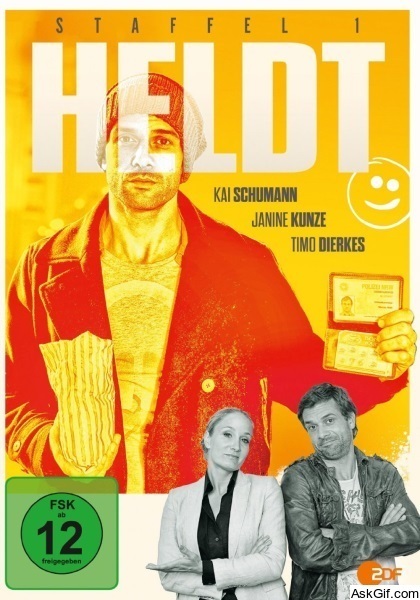 STAFFEL 1
HELDT
KAI SCHUMANN
JANINE KUNZE
TIMO DIERKES
FSK
ab
12
freigegeben
ZDF
AskGif.com